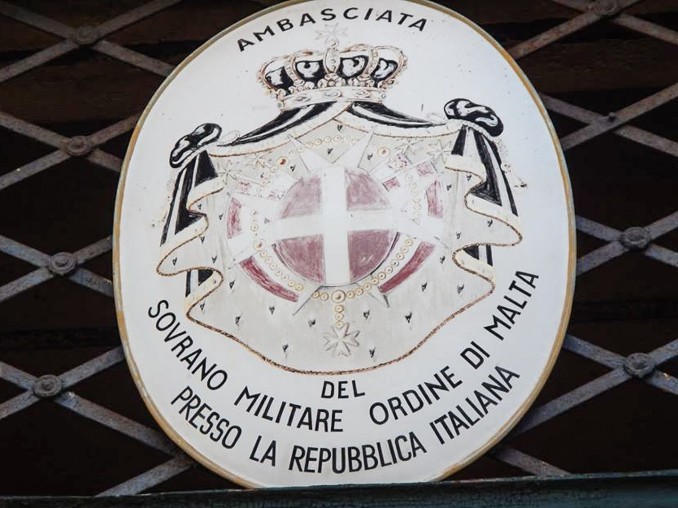 AMBASCIATA
DEL
SOVRANO MILITARE ORDINE DI MALTA
PRESSO LA REPUBBLICA ITALIANA